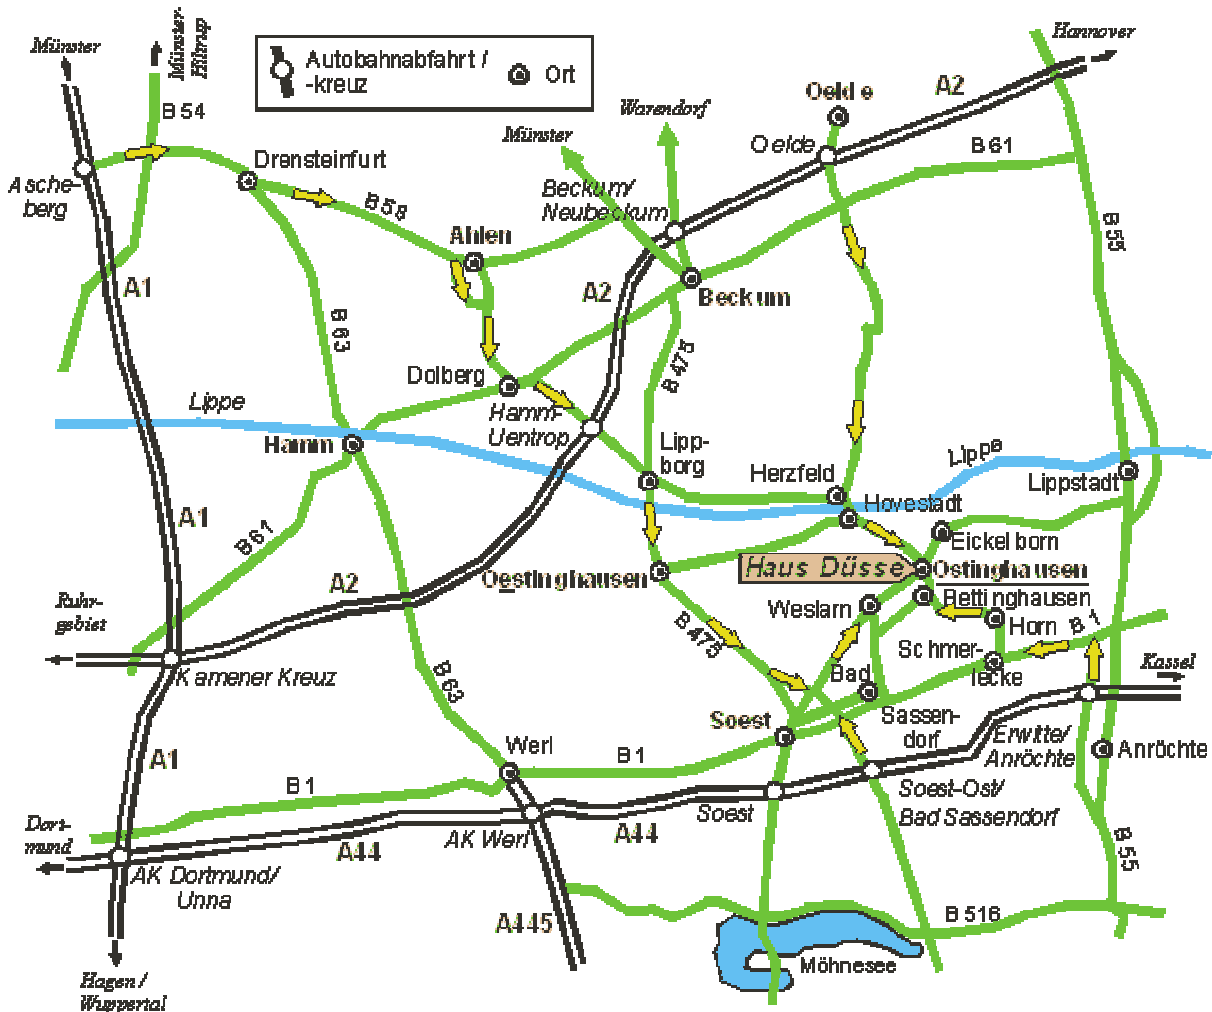 Münster
Münster-
Hiltrup
Autobahnabfahrt /
-kreuz
Ort
Hannover
A2
Oelde
Warendorf
Münster
B 54
Oelde
B 61
Drensteinfurt
Asche-
berg
Beckum/
Neubeckum
B 58
B 55
Ahlen
A1
A2
Beckum
B 63
B 475
Dolberg
Lippe
Hamm-
Uentrop
Hamm
Lipp-
borg
Lippe
Herzfeld
Lippstadt
Hovestadt
A1
B 61
Eickelborn
Haus Düsse
Ostinghausen
Oestinghausen
A2
Bettinghausen
Weslarn
Ruhr-
gebiet
Horn
B 1
B 475
Schmer-
lecke
Kassel
Kamener Kreuz
Bad
Sassen-
dorf
B 63
Soest
Erwitte/
Anröchte
Anröchte
Werl
B 1
A1
B 1
Soest-Ost/
Bad Sassendorf
Soest
Dort-
mund
AK Werl
A44
A44
B 55
AK Dortmund/
Unna
A445
B 516
Möhnesee
Hagen /
Wuppertal